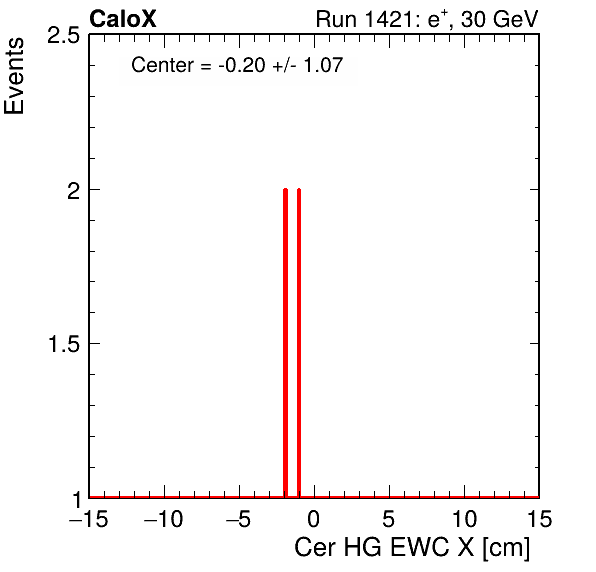 CaloX Run 1421: e⁺, 30 GeV
Events
Center = -0.20 +/- 1.07
2.5
2
1.5
1
−15 −10 −5 0 5 10 15
Cer HG EWC X [cm]